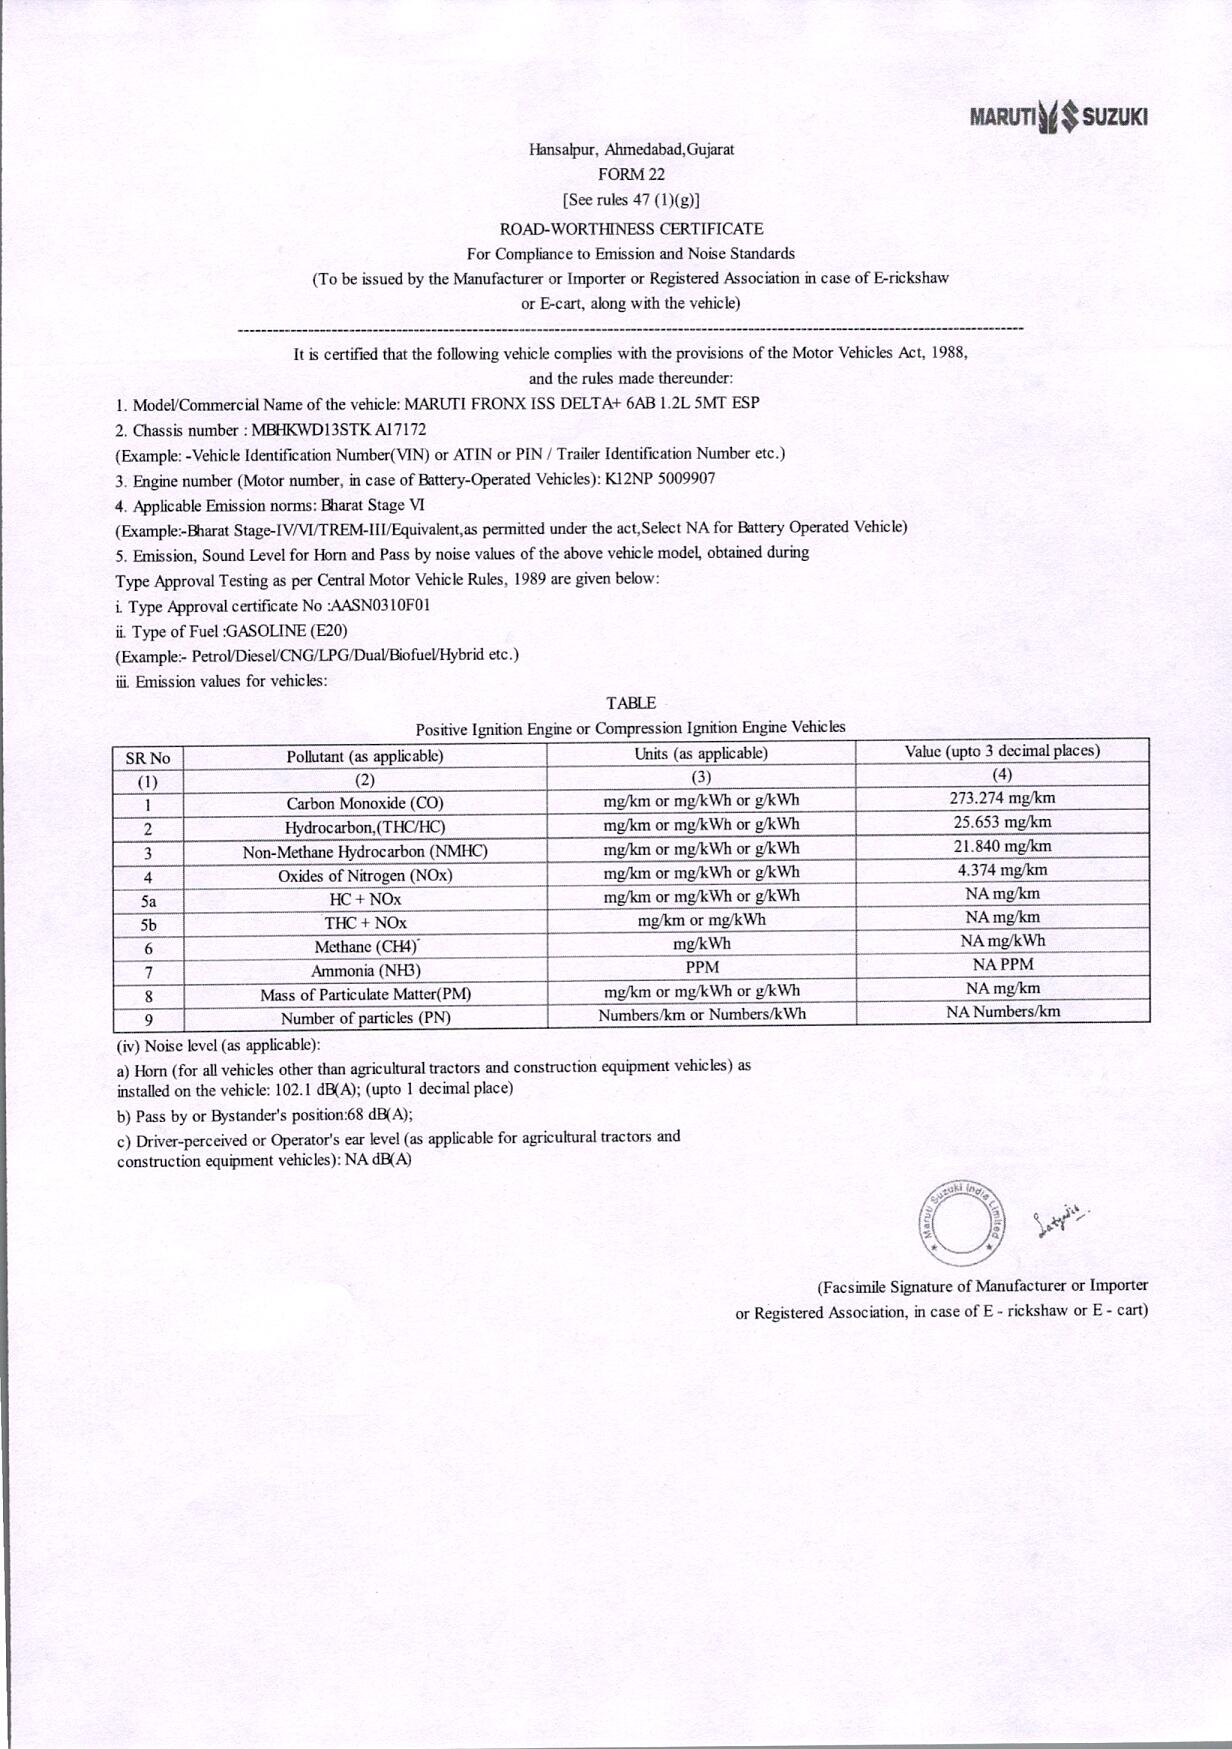 MARUTI SUZUKI
Hansalpur, Ahmedabad,Gujarat
FORM 22
[See rules 47 (1)(g)]
ROAD-WORTHINESS CERTIFICATE
For Compliance to Emission and Noise Standards
(To be issued by the Manufacturer or Importer or Registered Association in case of E-rickshaw
or E-cart, along with the vehicle)
It is certified that the following vehicle complies with the provisions of the Motor Vehicles Act, 1988,
and the rules made thereunder:
1. Model/Commercial Name of the vehicle: MARUTI FRONX ISS DELTA+ 6AB 1.2L 5MT ESP
2. Chassis number : MBHKWD13STK A17172
(Example: -Vehicle Identification Number(VIN) or ATIN or PIN / Trailer Identification Number etc.)
3. Engine number (Motor number, in case of Battery-Operated Vehicles): K12NP 5009907
4. Applicable Emission norms: Bharat Stage VI
(Example:-Bharat Stage-IV/VI/TREM-III/Equivalent,as permitted under the act,Select NA for Battery Operated Vehicle)
5. Emission, Sound Level for Horn and Pass by noise values of the above vehicle model, obtained during
Type Approval Testing as per Central Motor Vehicle Rules, 1989 are given below:
i. Type Approval certificate No :AASN0310F01
ii. Type of Fuel :GASOLINE (E20)
(Example:- Petrol/Diesel/CNG/LPG/Dual/Biofuel/Hybrid etc.)
iii. Emission values for vehicles:
TABLE
Positive Ignition Engine or Compression Ignition Engine Vehicles
SR No Pollutant (as applicable) Units (as applicable) Value (upto 3 decimal places)
(1) (2) (3) (4)
1 Carbon Monoxide (CO) mg/km or mg/kWh or g/kWh 273.274 mg/km
2 Hydrocarbon,(THC/HC) mg/km or mg/kWh or g/kWh 25.653 mg/km
3 Non-Methane Hydrocarbon (NMHC) mg/km or mg/kWh or g/kWh 21.840 mg/km
4 Oxides of Nitrogen (NOx) mg/km or mg/kWh or g/kWh 4.374 mg/km
5a HC + NOx mg/km or mg/kWh or g/kWh NA mg/km
5b THC + NOx mg/km or mg/kWh NA mg/km
6 Methane (CH4) mg/kWh NA mg/kWh
7 Ammonia (NH3) PPM NA PPM
8 Mass of Particulate Matter(PM) mg/km or mg/kWh or g/kWh NA mg/km
9 Number of particles (PN) Numbers/km or Numbers/kWh NA Numbers/km
(iv) Noise level (as applicable):
a) Horn (for all vehicles other than agricultural tractors and construction equipment vehicles) as
installed on the vehicle: 102.1 dB(A); (upto 1 decimal place)
b) Pass by or Bystander's position:68 dB(A);
c) Driver-perceived or Operator's ear level (as applicable for agricultural tractors and
construction equipment vehicles): NA dB(A)
Maruti Suzuki India Limited
(Facsimile Signature of Manufacturer or Importer
or Registered Association, in case of E - rickshaw or E - cart)